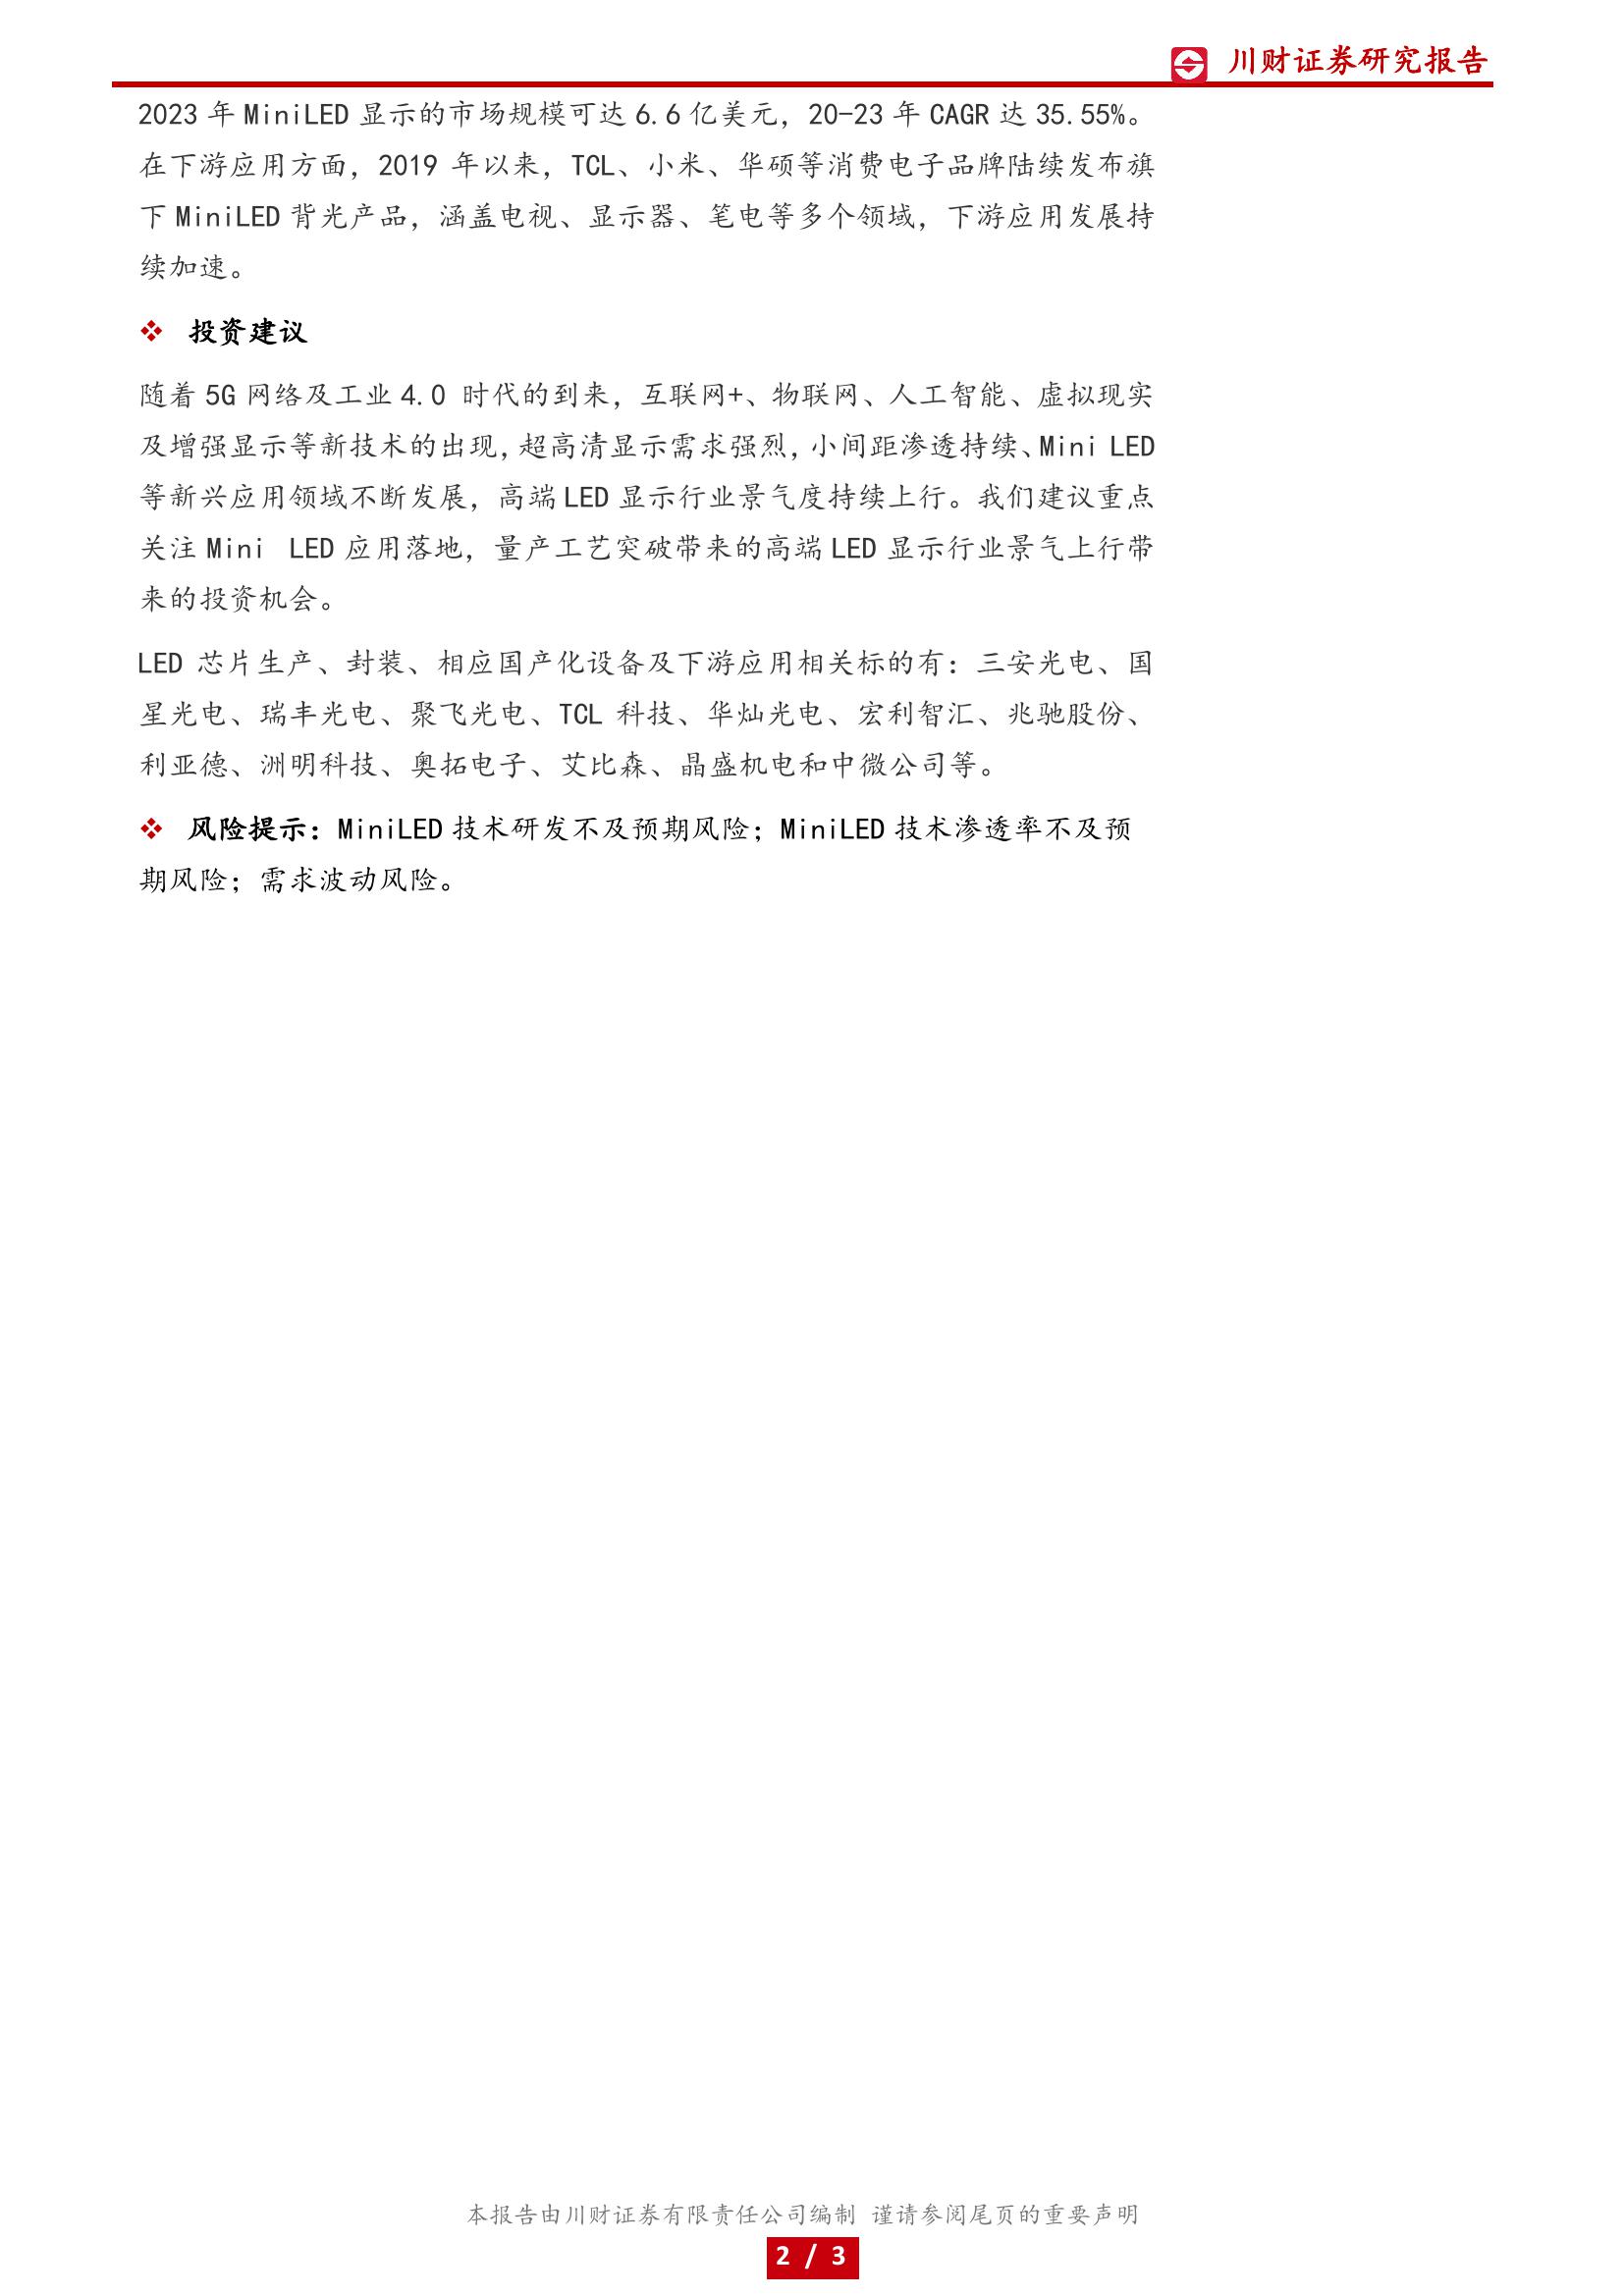 川财证券研究报告
2023 年 MiniLED 显示的市场规模可达 6.6 亿美元，20-23 年 CAGR 达 35.55%。
在下游应用方面，2019 年以来，TCL、小米、华硕等消费电子品牌陆续发布旗
下 MiniLED 背光产品，涵盖电视、显示器、笔电等多个领域，下游应用发展持
续加速。
❖ 投资建议
随着 5G 网络及工业 4.0 时代的到来，互联网+、物联网、人工智能、虚拟现实
及增强显示等新技术的出现，超高清显示需求强烈，小间距渗透持续、Mini LED
等新兴应用领域不断发展，高端 LED 显示行业景气度持续上行。我们建议重点
关注 Mini LED 应用落地，量产工艺突破带来的高端 LED 显示行业景气上行带
来的投资机会。
LED 芯片生产、封装、相应国产化设备及下游应用相关标的有：三安光电、国
星光电、瑞丰光电、聚飞光电、TCL 科技、华灿光电、宏利智汇、兆驰股份、
利亚德、洲明科技、奥拓电子、艾比森、晶盛机电和中微公司等。
❖ 风险提示：MiniLED 技术研发不及预期风险；MiniLED 技术渗透率不及预
期风险；需求波动风险。
本报告由川财证券有限责任公司编制 谨请参阅尾页的重要声明
2 / 3